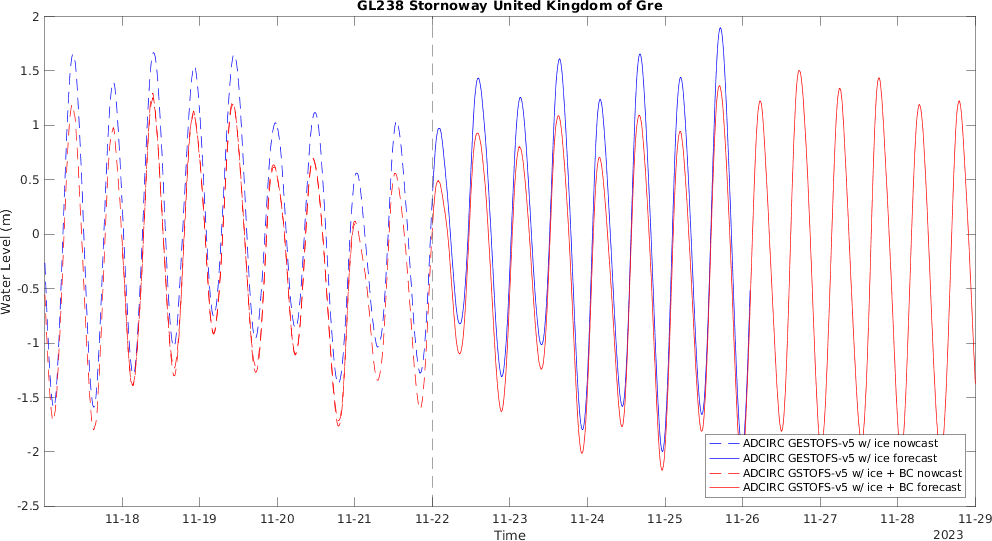 GL238 Stornoway United Kingdom of Gre
2
1.5
1
0.5
0
-0.5
-1
-1.5
-2
-2.5
Water Level (m)
ADCIRC GESTOFS-v5 w/ ice nowcast
ADCIRC GESTOFS-v5 w/ ice forecast
ADCIRC GSTOFS-v5 w/ ice + BC nowcast
ADCIRC GSTOFS-v5 w/ ice + BC forecast
11-18 11-19 11-20 11-21 11-22 11-23 11-24 11-25 11-26 11-27 11-28 11-29
Time
2023